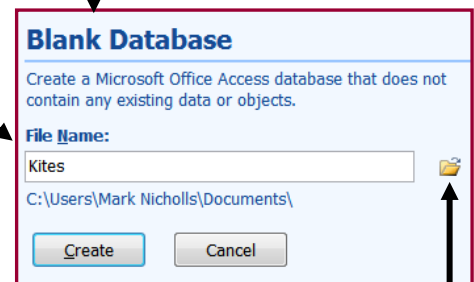 Blank Database
Create a Microsoft Office Access database that does not
contain any existing data or objects.
File Name:
Kites
C:\Users\Mark Nicholls\Documents\
Create Cancel